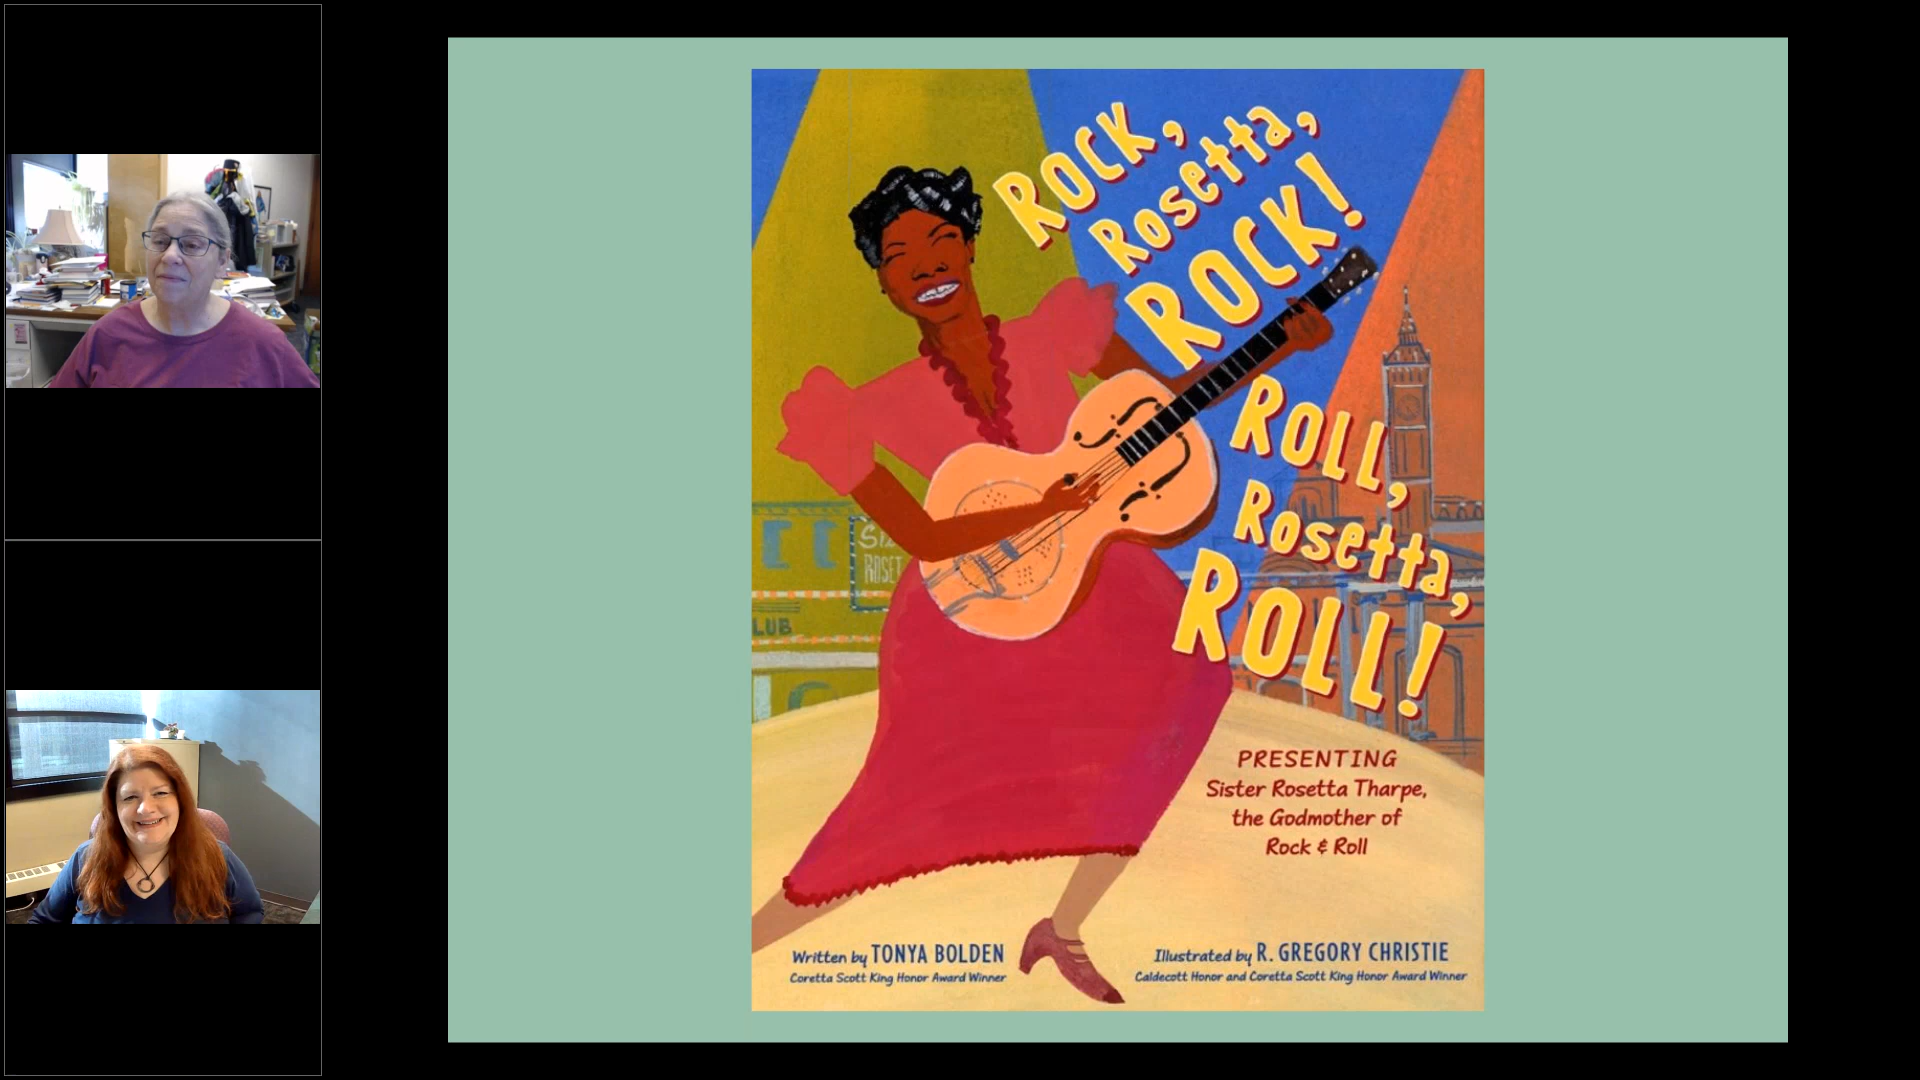 ROCK,
Rosetta,
ROCK!
ROLL,
Rosetta,
ROLL!
PRESENTING
Sister Rosetta Tharpe,
the Godmother of
Rock & Roll
Written by TONYA BOLDEN
Coretta Scott King Honor Award Winner
Illustrated by R. GREGORY CHRISTIE
Caldecott Honor and Coretta Scott King Honor Award Winner